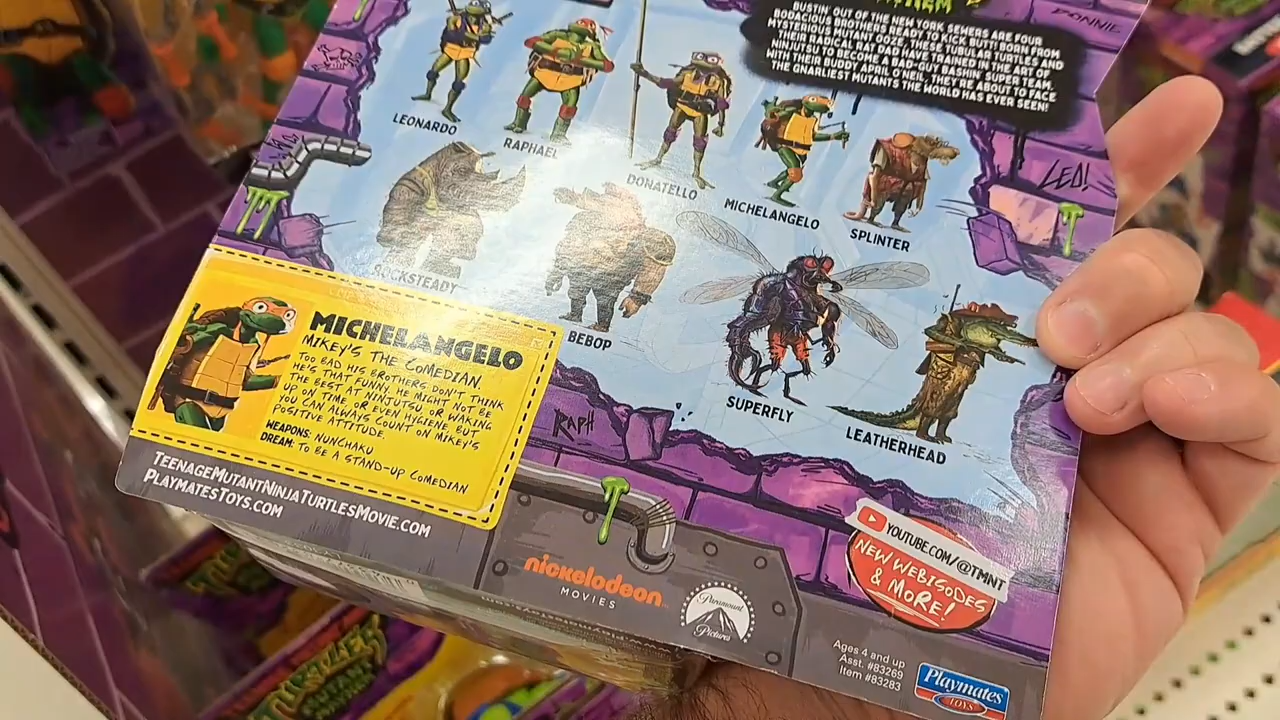 MAYHEM
BUSTIN' OUT OF THE NEW YORK SEWERS ARE FOUR
BODACIOUS BROTHERS READY TO KICK BUTT! BORN FROM
MYSTERIOUS MUTANT OOZE, THESE TUBULAR TURTLES AND
THEIR RADICAL RAT DAD HAVE TRAINED IN THE ART OF
NINJUTSU TO BECOME A BAD-GUY BASHIN' SUPER TEAM.
WITH THEIR BUDDY APRIL O'NEIL, THEY'RE ABOUT TO FACE
THE GNARLIEST MUTANTS THE WORLD HAS EVER SEEN!
DONNIE
LEONARDO
RAPHAEL
DONATELLO
MICHELANGELO
SPLINTER
LEO!
ROCKSTEADY
BEBOP
SUPERFLY
LEATHERHEAD
RAPH
MICHELANGELO
MIKEY'S THE COMEDIAN.
TOO BAD HIS BROTHERS DON'T THINK
HE'S THAT FUNNY. HE MIGHT NOT BE
THE BEST AT NINJUTSU, OR WAKING
UP ON TIME, OR EVEN HYGIENE, BUT
YOU CAN ALWAYS COUNT ON MIKEY'S
POSITIVE ATTITUDE.
WEAPONS: NUNCHAKU
DREAM: TO BE A STAND-UP COMEDIAN
TEENAGEMUTANTNINJATURTLESMOVIE.COM
PLAYMATESTOYS.COM
nickelodeon
MOVIES
Paramount
Pictures
YOUTUBE.COM/@TMNT
NEW WEBISODES
& MORE!
Ages 4 and up
Asst. #83269
Item #83283
Playmates
TOYS
TURTLES